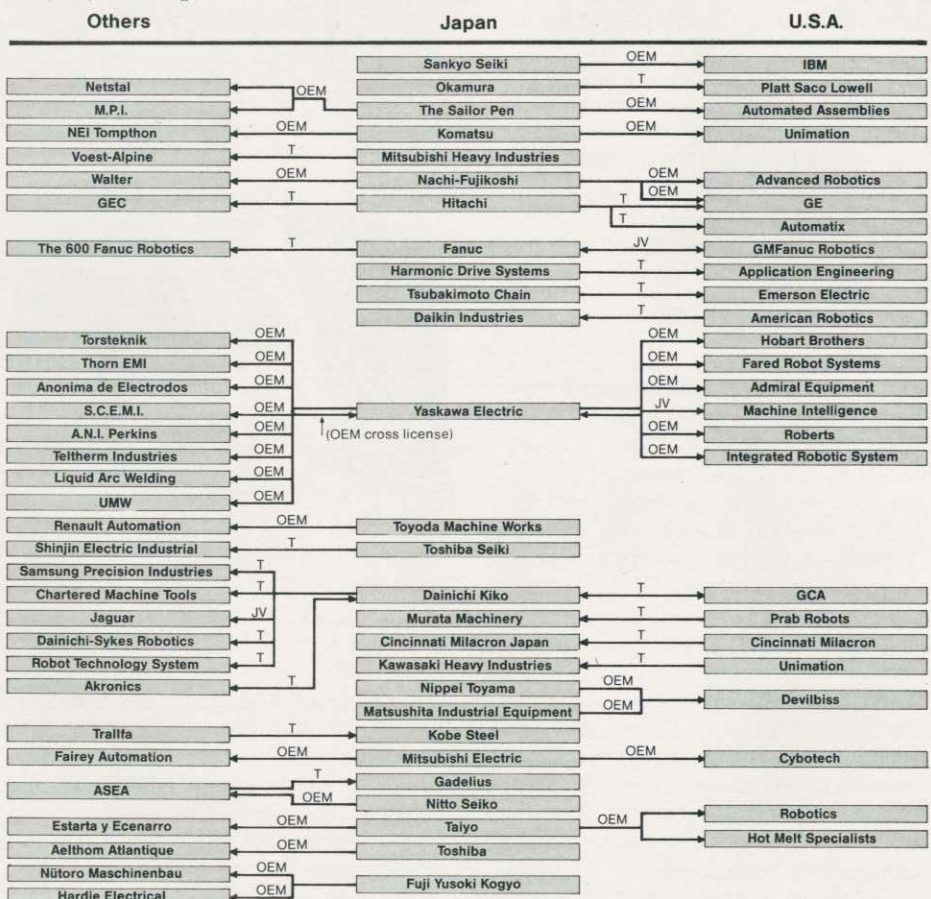 Others Japan U.S.A.
Sankyo Seiki OEM IBM
Netstal OEM Okamura T Platt Saco Lowell
M.P.I. The Sailor Pen OEM Automated Assemblies
NEI Tompthon OEM Komatsu OEM Unimation
Voest-Alpine T Mitsubishi Heavy Industries
Walter OEM Nachi-Fujikoshi OEM Advanced Robotics
OEM
GEC T Hitachi T GE
T Automatix
The 600 Fanuc Robotics T Fanuc JV GMFanuc Robotics
Harmonic Drive Systems T Application Engineering
Tsubakimoto Chain T Emerson Electric
Daikin Industries T American Robotics
Torsteknik OEM OEM Hobart Brothers
Thorn EMI OEM OEM Fared Robot Systems
Anonima de Electrodos OEM OEM Admiral Equipment
S.C.E.M.I. OEM Yaskawa Electric JV Machine Intelligence
A.N.I. Perkins OEM (OEM cross license) OEM Roberts
Teltherm Industries OEM OEM Integrated Robotic System
Liquid Arc Welding OEM
UMW OEM
Renault Automation OEM Toyoda Machine Works
Shinjin Electric Industrial T Toshiba Seiki
Samsung Precision Industries T
Chartered Machine Tools T Dainichi Kiko T GCA
Jaguar JV Murata Machinery T Prab Robots
Dainichi-Sykes Robotics T Cincinnati Milacron Japan T Cincinnati Milacron
Robot Technology System T Kawasaki Heavy Industries T Unimation
Akronics T Nippei Toyama OEM
Matsushita Industrial Equipment OEM Devilbiss
Trallfa T Kobe Steel
Fairey Automation OEM Mitsubishi Electric OEM Cybotech
ASEA T Gadelius
OEM Nitto Seiko
Estarta y Ecenarro OEM Taiyo OEM Robotics
Hot Melt Specialists
Aelthom Atlantique OEM Toshiba
Nütoro Maschinenbau OEM
Fuji Yusoki Kogyo
Hardie Electrical OEM